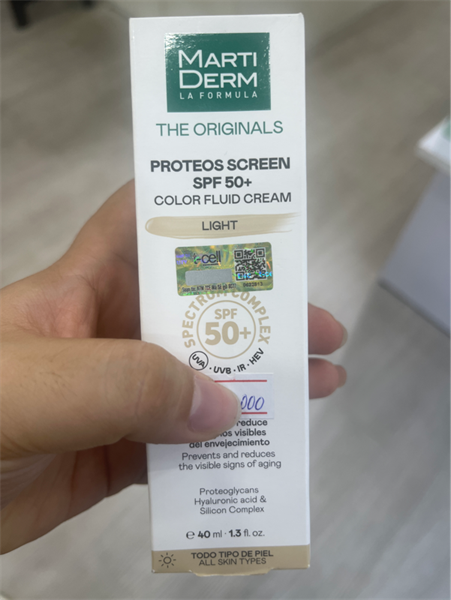 MARTI
DERM
LA FORMULA
THE ORIGINALS
PROTEOS SCREEN
SPF 50+
COLOR FLUID CREAM
LIGHT
cell
SPECTRUM COMPLEX
SPF
50+
UVA · UVB · IR · HEV
000
reduce
visibles
del envejecimiento
Prevents and reduces
the visible signs of aging
Proteoglycans
Hyaluronic acid &
Silicon Complex
e 40 ml · 1.3 fl. oz.
TODO TIPO DE PIEL
ALL SKIN TYPES